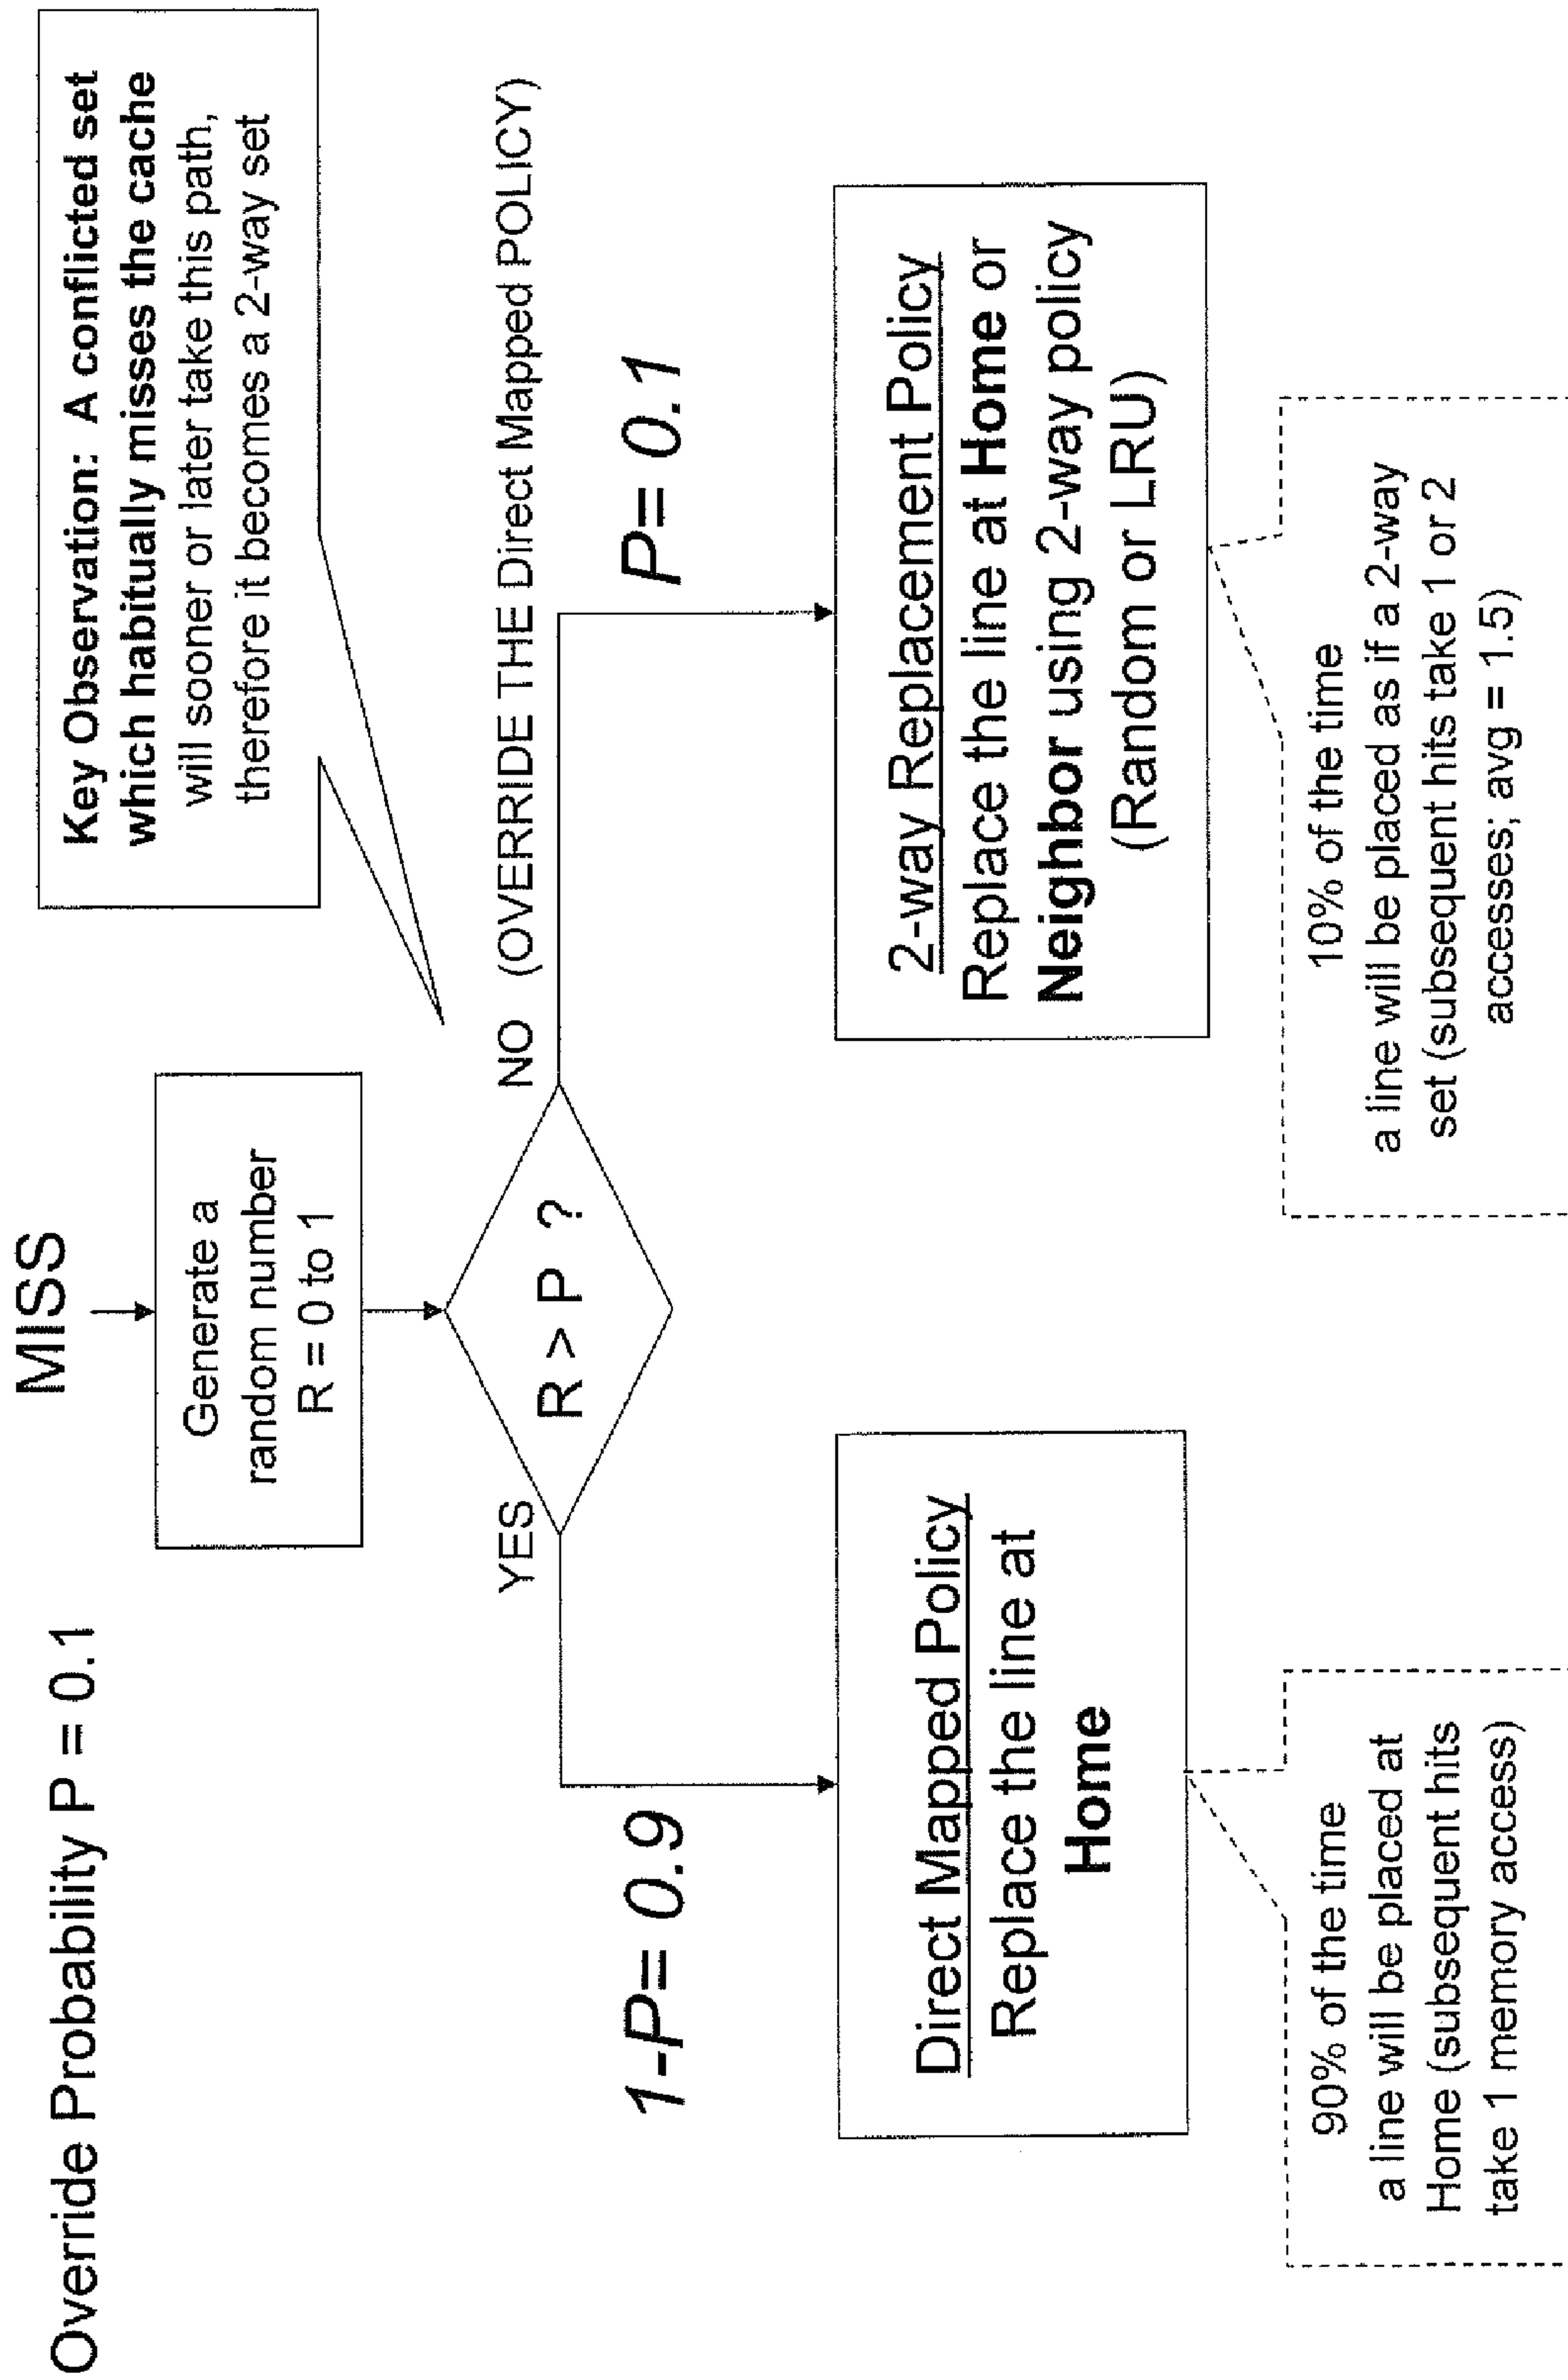 Override Probability P = 0.1
MISS
Generate a
random number
R = 0 to 1
Key Observation: A conflicted set
which habitually misses the cache
will sooner or later take this path,
therefore it becomes a 2-way set
R > P ?
YES
NO (OVERRIDE THE Direct Mapped POLICY)
1-P= 0.9
P= 0.1
Direct Mapped Policy
Replace the line at
Home
2-way Replacement Policy
Replace the line at Home or
Neighbor using 2-way policy
(Random or LRU)
90% of the time
a line will be placed at
Home (subsequent hits
take 1 memory access)
10% of the time
a line will be placed as if a 2-way
set (subsequent hits take 1 or 2
accesses; avg = 1.5)